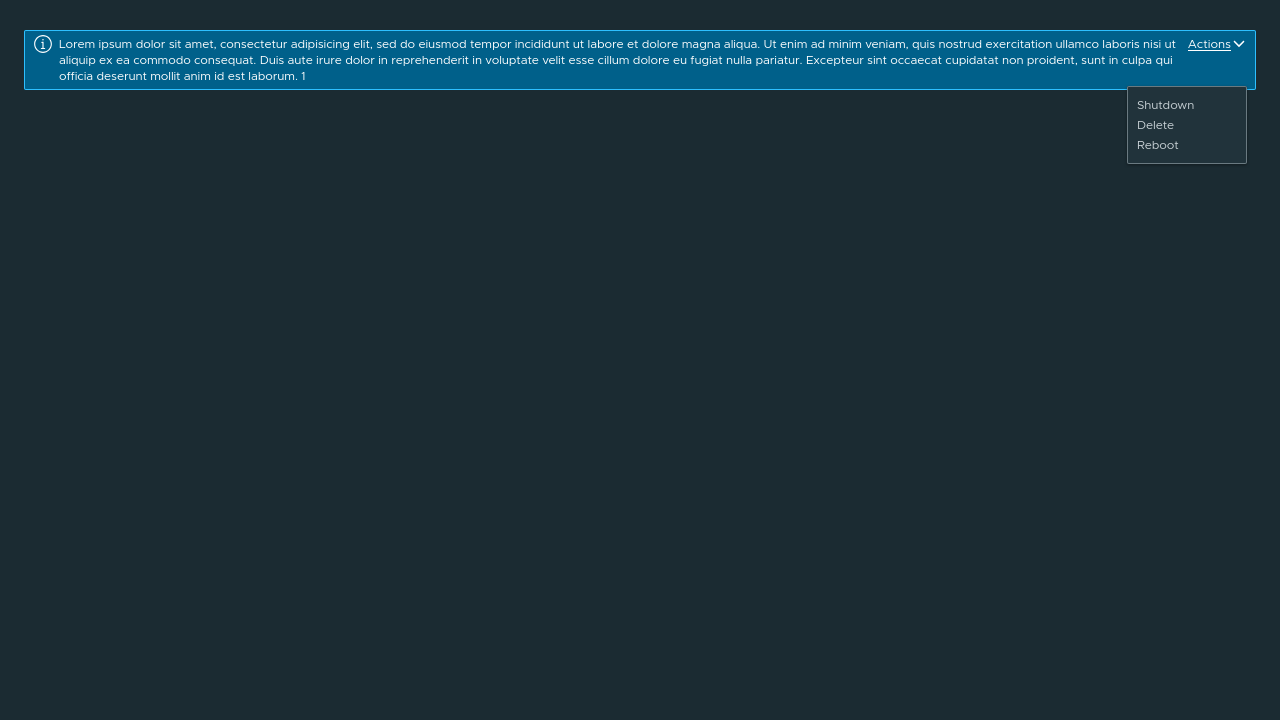 Lorem ipsum dolor sit amet, consectetur adipisicing elit, sed do eiusmod tempor incididunt ut labore et dolore magna aliqua. Ut enim ad minim veniam, quis nostrud exercitation ullamco laboris nisi ut
aliquip ex ea commodo consequat. Duis aute irure dolor in reprehenderit in voluptate velit esse cillum dolore eu fugiat nulla pariatur. Excepteur sint occaecat cupidatat non proident, sunt in culpa qui
officia deserunt mollit anim id est laborum. 1
Actions
Shutdown
Delete
Reboot